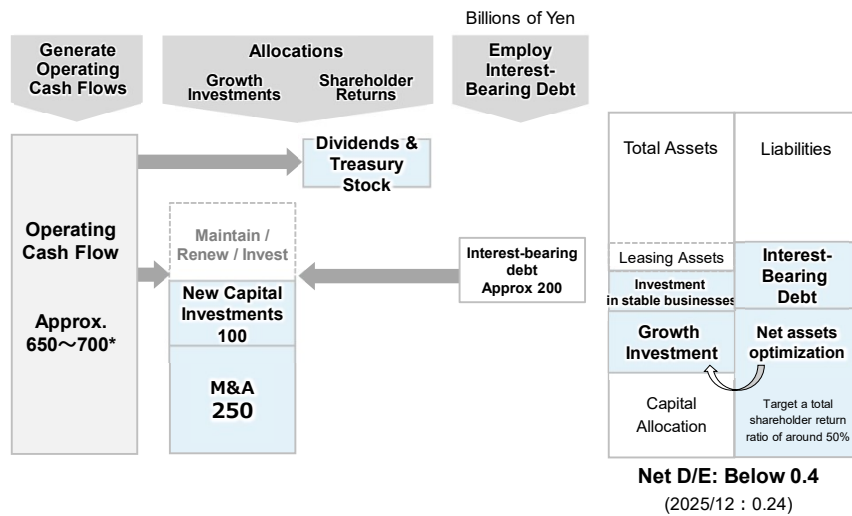 Billions of Yen
Generate
Operating
Cash Flows
Allocations
Growth
Investments
Shareholder
Returns
Employ
Interest-
Bearing Debt
Operating
Cash Flow
Approx.
650～700*
Dividends &
Treasury
Stock
Maintain /
Renew / Invest
New Capital
Investments
100
M&A
250
Interest-bearing
debt
Approx 200
Total Assets
Liabilities
Leasing Assets
Investment
in stable businesses
Growth
Investment
Capital
Allocation
Interest-
Bearing
Debt
Net assets
optimization
Target a total
shareholder return
ratio of around 50%
Net D/E: Below 0.4
(2025/12：0.24)